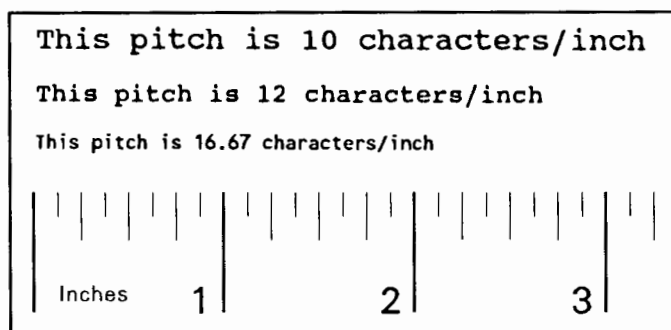 This pitch is 10 characters/inch
This pitch is 12 characters/inch
This pitch is 16.67 characters/inch
Inches 1 2 3